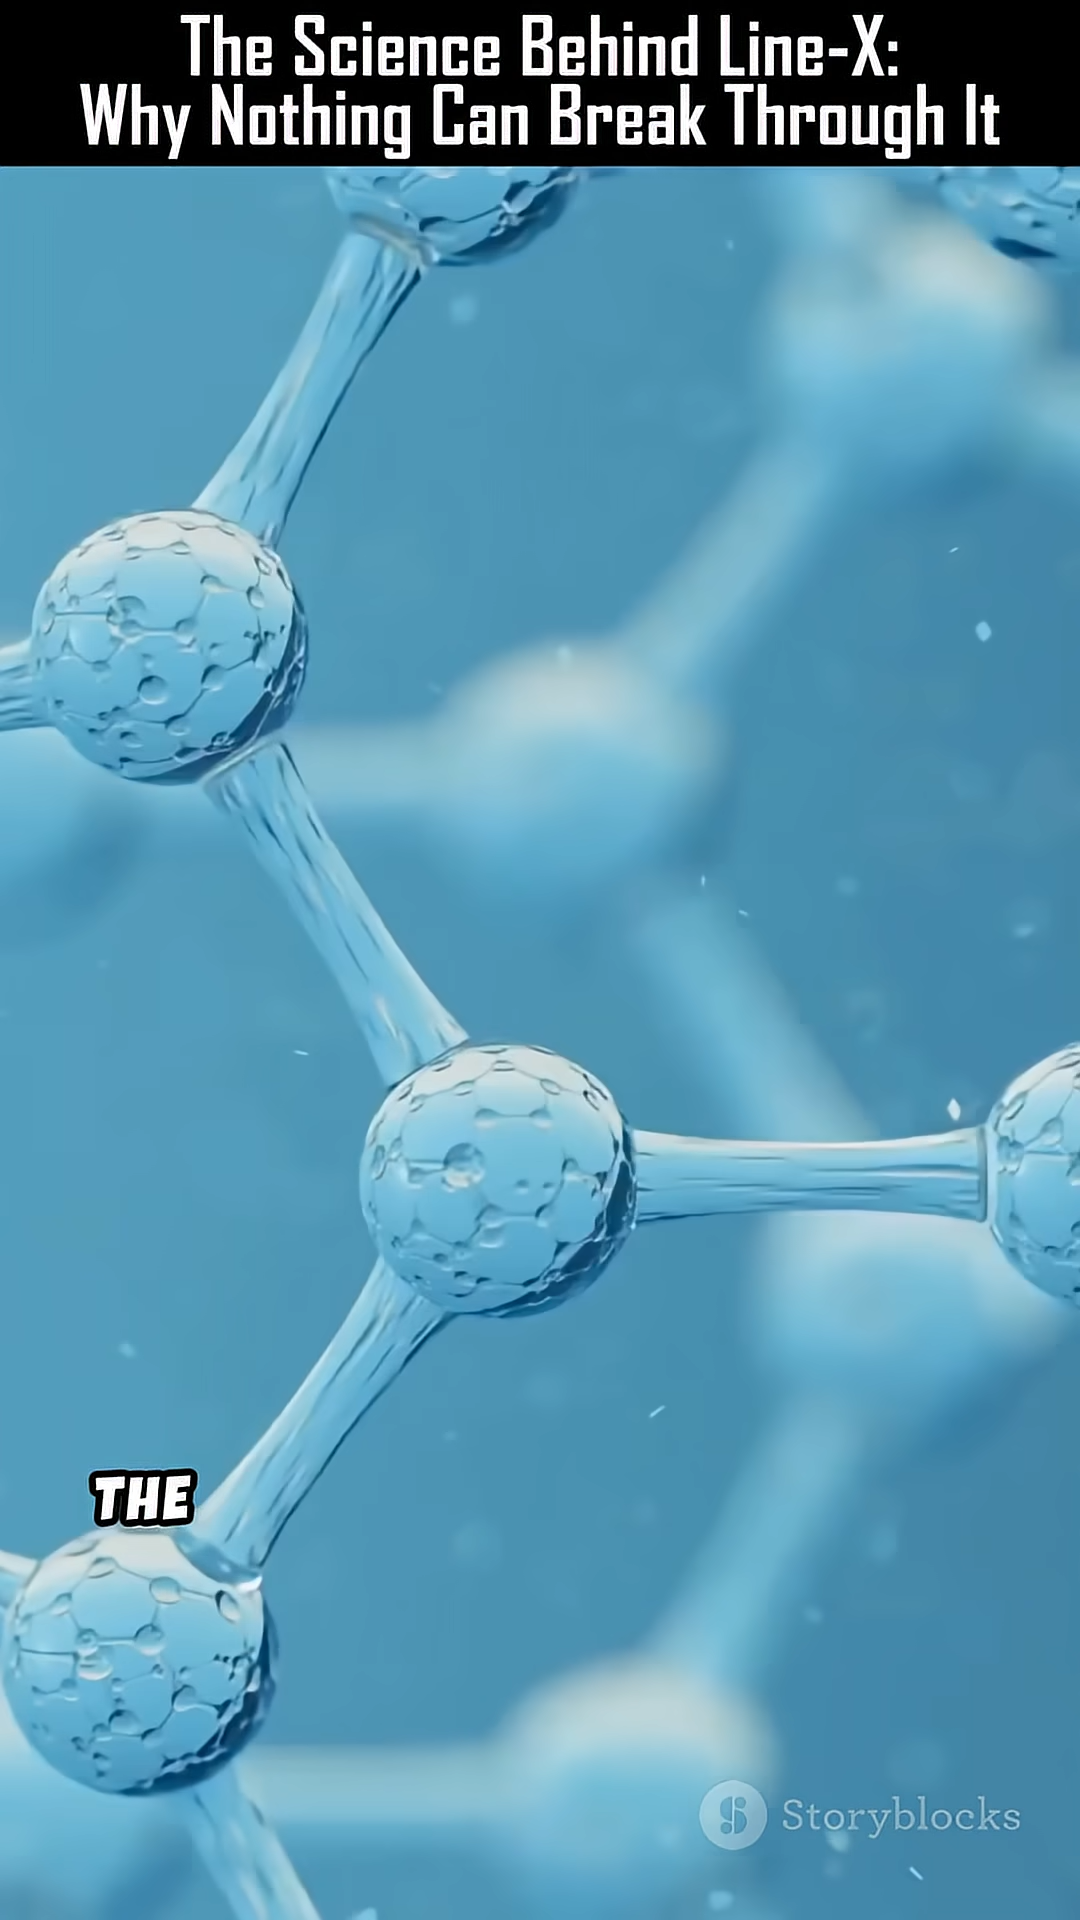 The Science Behind Line-X:
Why Nothing Can Break Through It
THE
Storyblocks